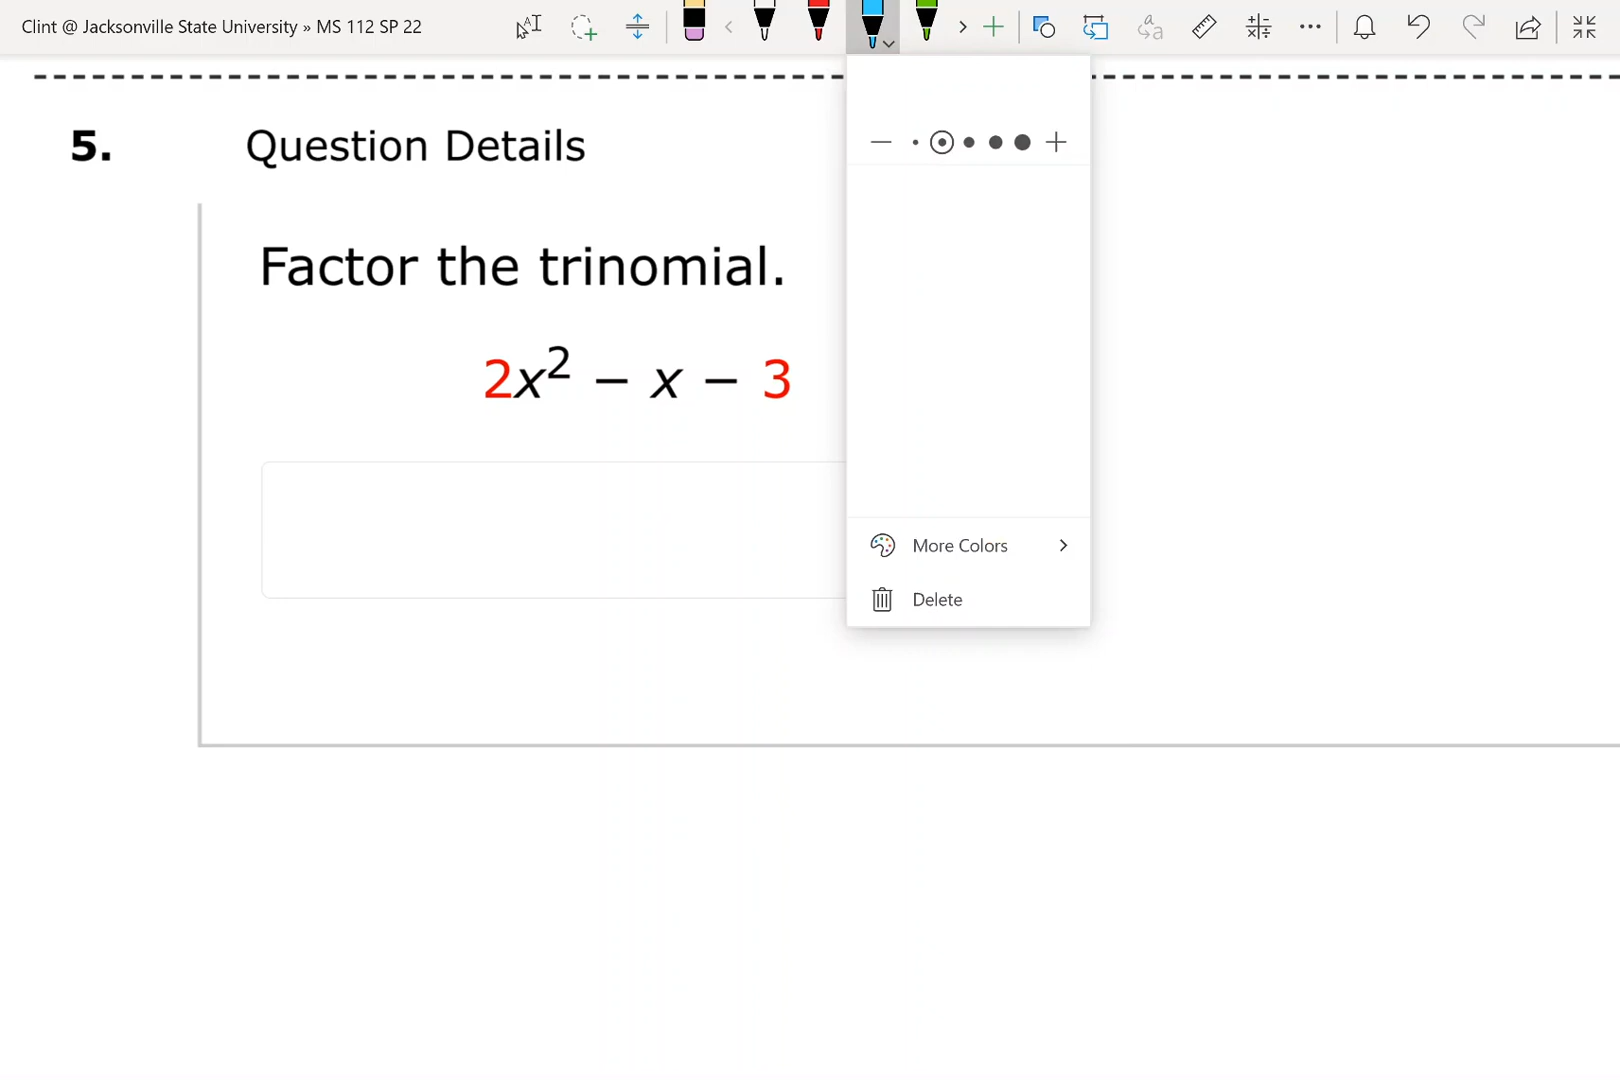 Clint @ Jacksonville State University » MS 112 SP 22
5. Question Details
Factor the trinomial.
2x² − x − 3
More Colors
Delete